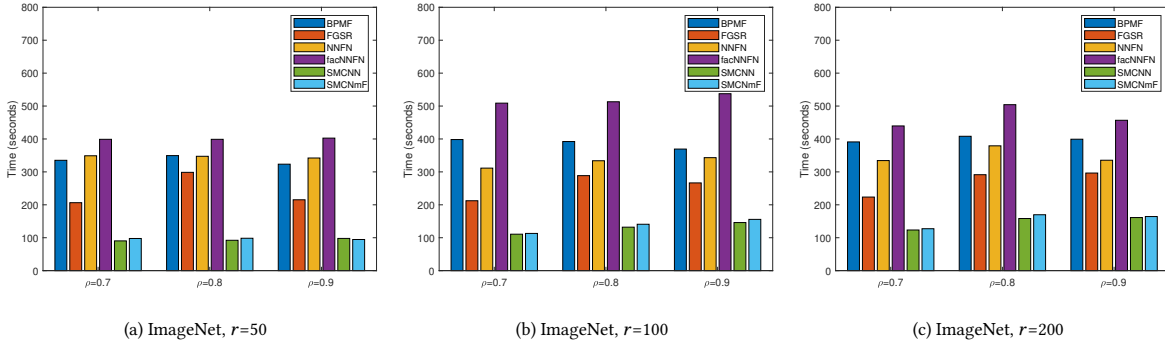 800
700
600
500
400
300
200
100
0
Time (seconds)
BPMF
FGSR
NNFN
facNNFN
SMCNN
SMCNmF
ρ=0.7 ρ=0.8 ρ=0.9
(a) ImageNet, r=50
800
700
600
500
400
300
200
100
0
Time (seconds)
BPMF
FGSR
NNFN
facNNFN
SMCNN
SMCNmF
ρ=0.7 ρ=0.8 ρ=0.9
(b) ImageNet, r=100
800
700
600
500
400
300
200
100
0
Time (seconds)
BPMF
FGSR
NNFN
facNNFN
SMCNN
SMCNmF
ρ=0.7 ρ=0.8 ρ=0.9
(c) ImageNet, r=200